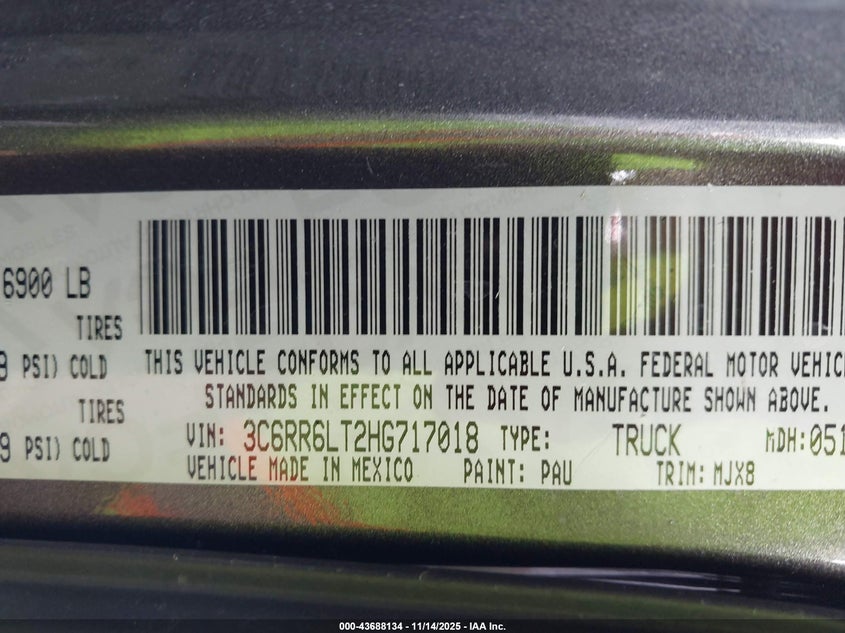 6900 LB
TIRES
PSI) COLD
TIRES
PSI) COLD
THIS VEHICLE CONFORMS TO ALL APPLICABLE U.S.A. FEDERAL MOTOR
STANDARDS IN EFFECT ON THE DATE OF MANUFACTURE SHOWN ABOVE.
VIN: 3C6RR6LT2HG717018 TYPE: TRUCK MDH:051
VEHICLE MADE IN MEXICO PAINT: PAU TRIM: MJX8
000-43688134 - 11/14/2025 - IAA Inc.